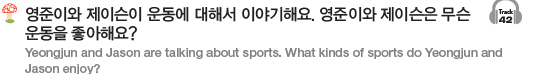 영준이와 제이슨이 운동에 대해서 이야기해요. 영준이와 제이슨은 무슨
운동을 좋아해요?
Track
42
Yeongjun and Jason are talking about sports. What kinds of sports do Yeongjun and
Jason enjoy?